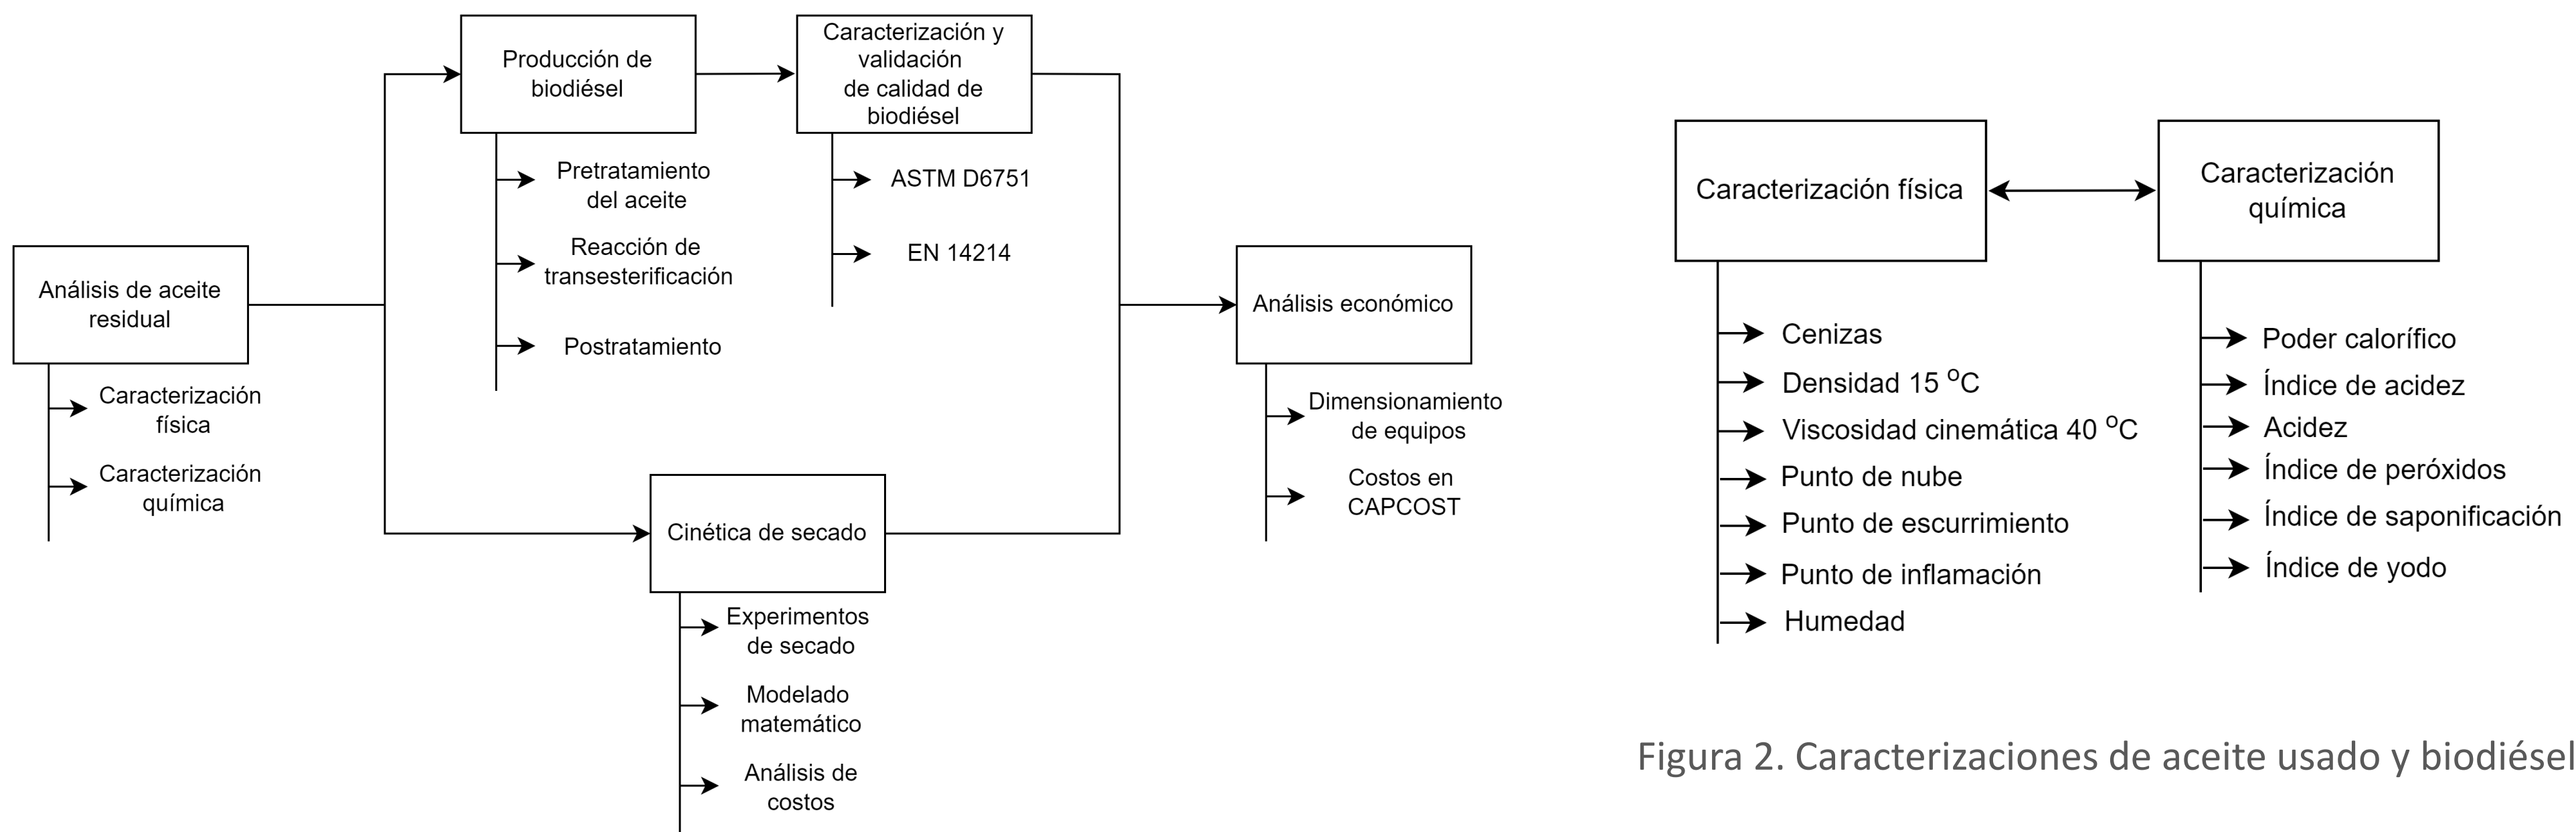 Producción de
biodiésel
Caracterización y
validación
de calidad de
biodiésel
Pretratamiento
del aceite
Reacción de
transesterificación
Postratamiento
ASTM D6751
EN 14214
Análisis de aceite
residual
Caracterización
física
Caracterización
química
Cinética de secado
Experimentos
de secado
Modelado
matemático
Análisis de
costos
Análisis económico
Dimensionamiento
de equipos
Costos en
CAPCOST
Caracterización física
Cenizas
Densidad 15 °C
Viscosidad cinemática 40 °C
Punto de nube
Punto de escurrimiento
Punto de inflamación
Humedad
Caracterización
química
Poder calorífico
Índice de acidez
Acidez
Índice de peróxidos
Índice de saponificación
Índice de yodo
Figura 2. Caracterizaciones de aceite usado y biodiésel